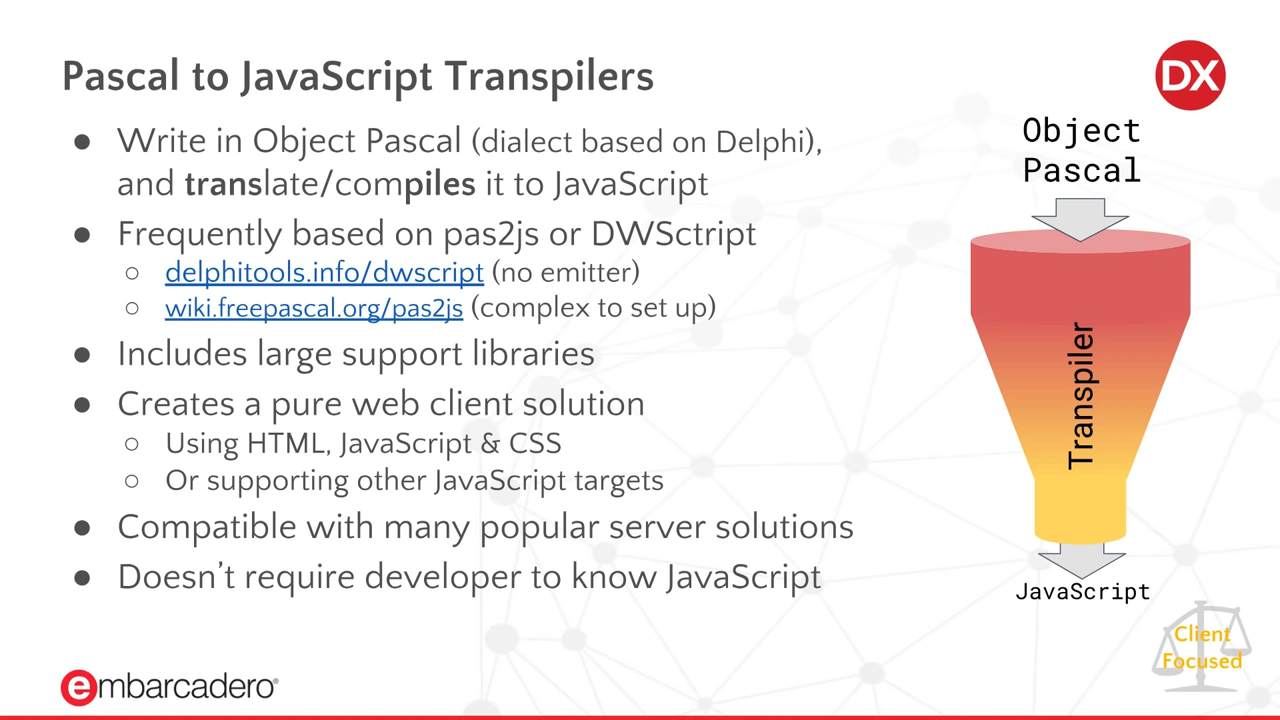 Pascal to JavaScript Transpilers
DX
● Write in Object Pascal (dialect based on Delphi),
and translate/compiles it to JavaScript
● Frequently based on pas2js or DWSctript
○ delphitools.info/dwscript (no emitter)
○ wiki.freepascal.org/pas2js (complex to set up)
● Includes large support libraries
● Creates a pure web client solution
○ Using HTML, JavaScript & CSS
○ Or supporting other JavaScript targets
● Compatible with many popular server solutions
● Doesn't require developer to know JavaScript
Object
Pascal
Transpiler
JavaScript
Client
Focused
embarcadero®